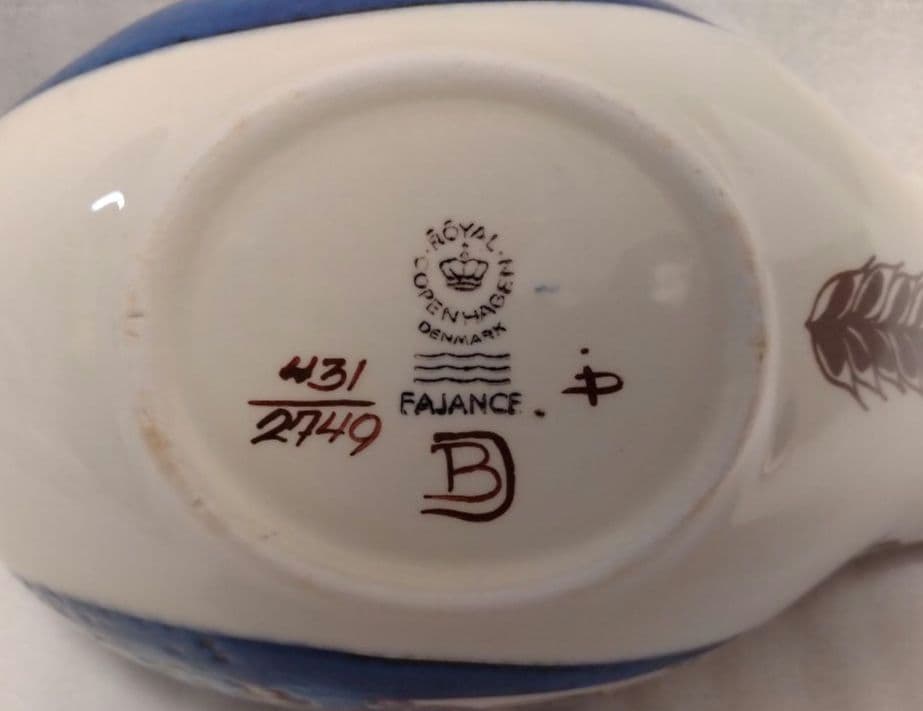 ROYAL COPENHAGEN
DENMARK
FAJANCE
431
2749